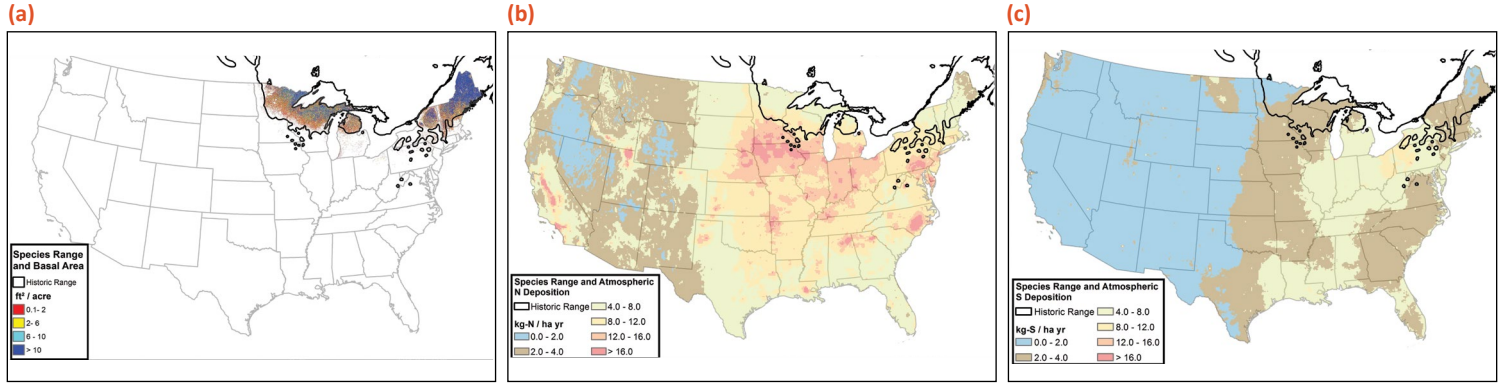 (a)
Species Range
and Basal Area
Historic Range
ft² / acre
0.1- 2
2- 6
6 - 10
> 10
(b)
Species Range and Atmospheric
N Deposition
Historic Range
kg-N / ha yr
0.0 - 2.0
2.0 - 4.0
4.0 - 8.0
8.0 - 12.0
12.0 - 16.0
> 16.0
(c)
Species Range and Atmospheric
S Deposition
Historic Range
kg-S / ha yr
0.0 - 2.0
2.0 - 4.0
4.0 - 8.0
8.0 - 12.0
12.0 - 16.0
> 16.0